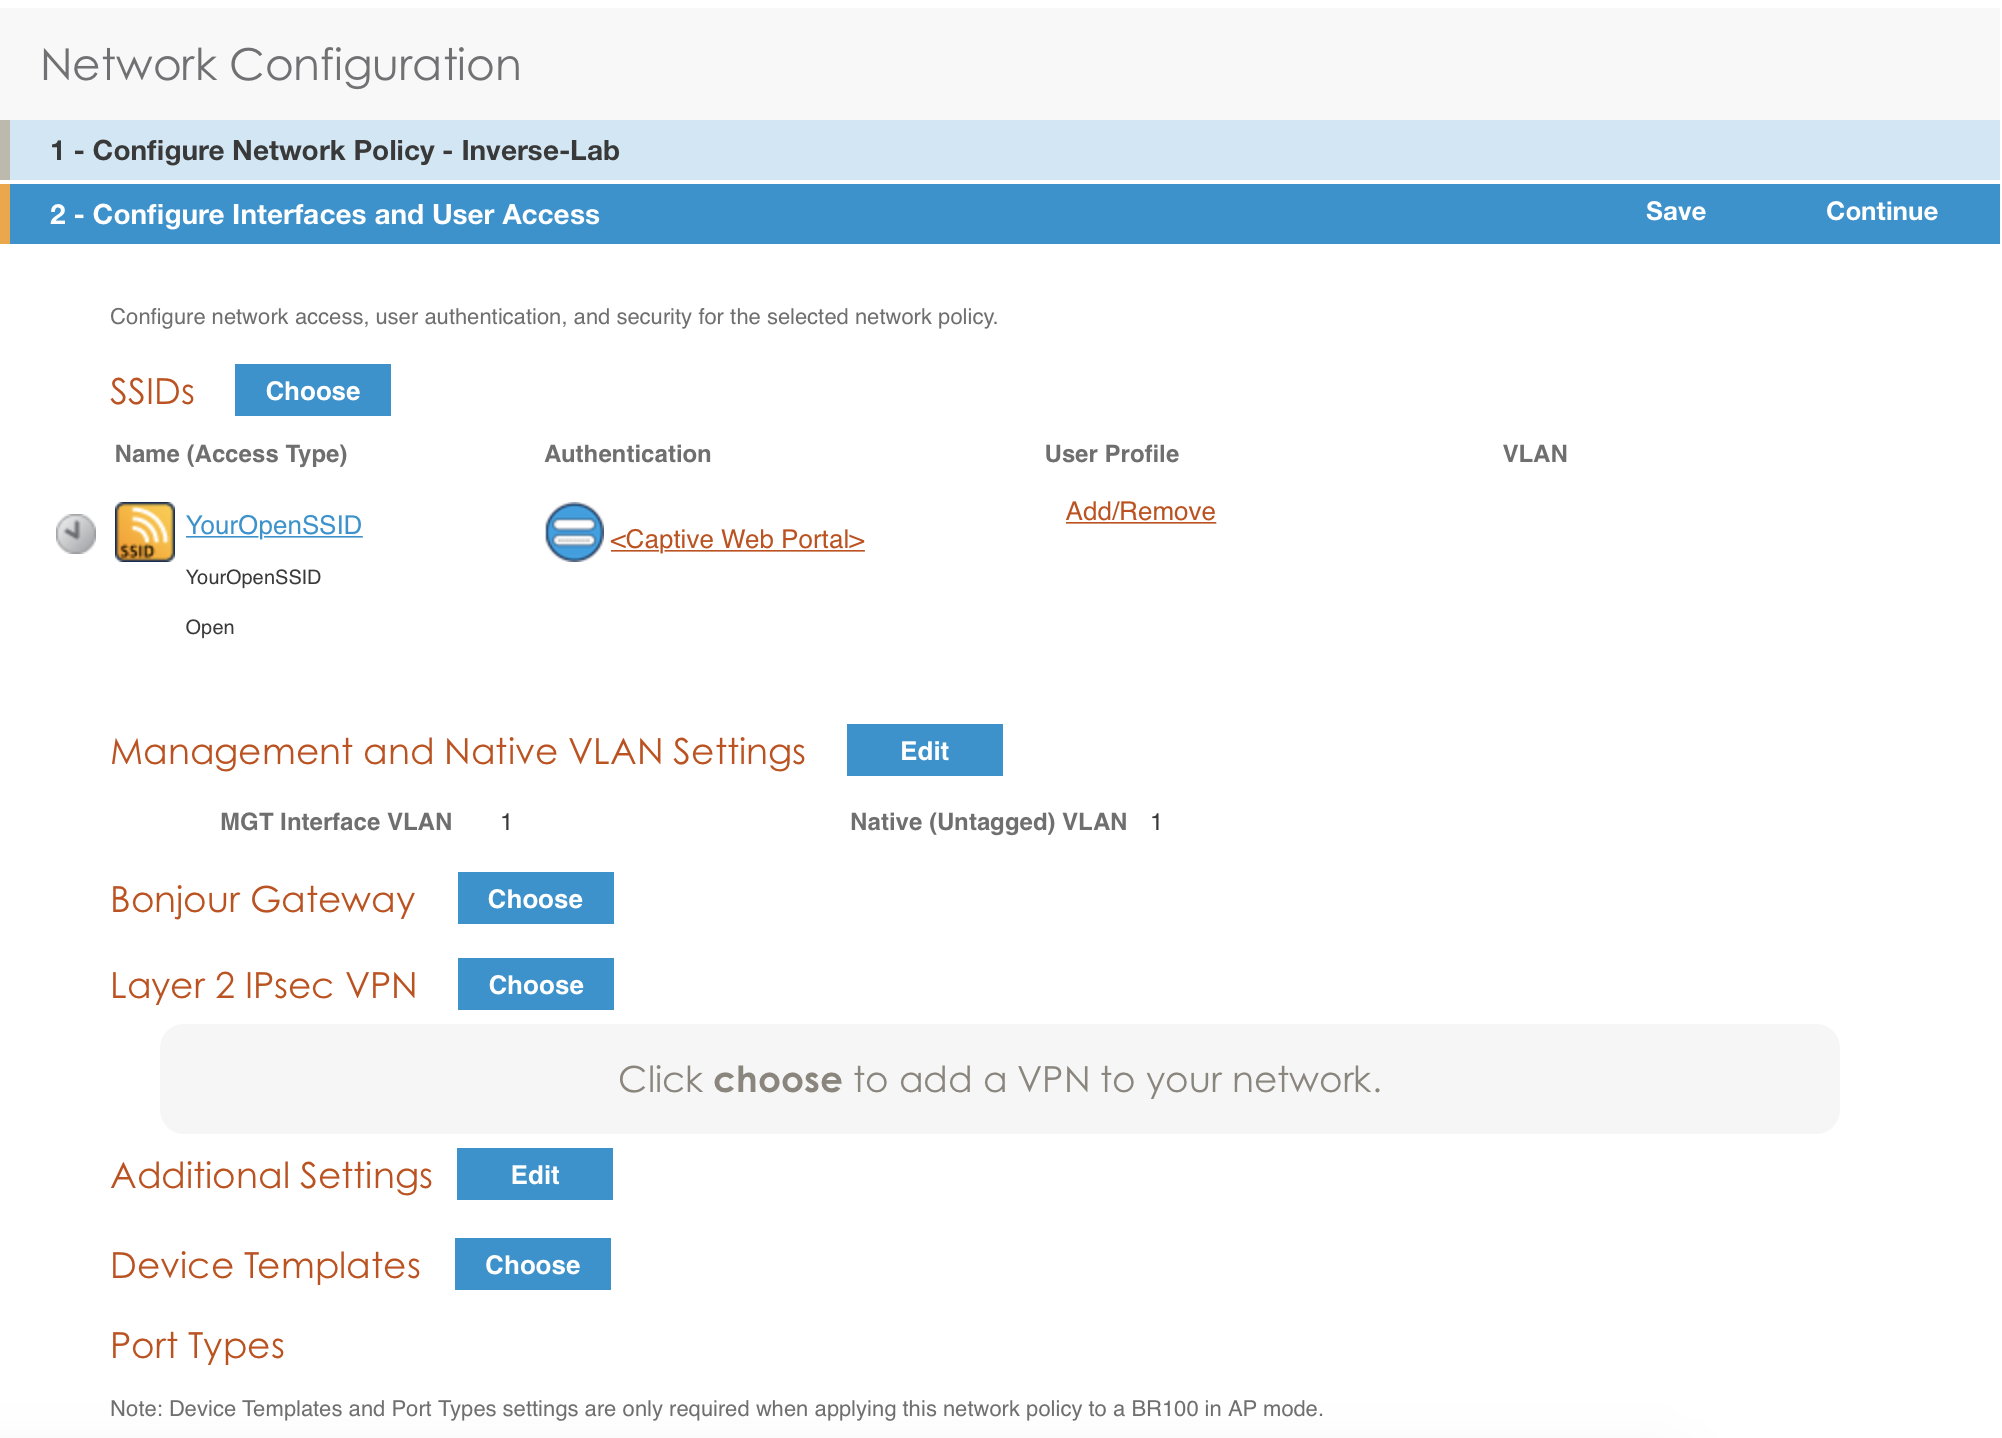 Network Configuration
1 - Configure Network Policy - Inverse-Lab
2 - Configure Interfaces and User Access Save Continue
Configure network access, user authentication, and security for the selected network policy.
SSIDs Choose
Name (Access Type) Authentication User Profile VLAN
SSID YourOpenSSID <Captive Web Portal> Add/Remove
YourOpenSSID
Open
Management and Native VLAN Settings Edit
MGT Interface VLAN 1 Native (Untagged) VLAN 1
Bonjour Gateway Choose
Layer 2 IPsec VPN Choose
Click choose to add a VPN to your network.
Additional Settings Edit
Device Templates Choose
Port Types
Note: Device Templates and Port Types settings are only required when applying this network policy to a BR100 in AP mode.